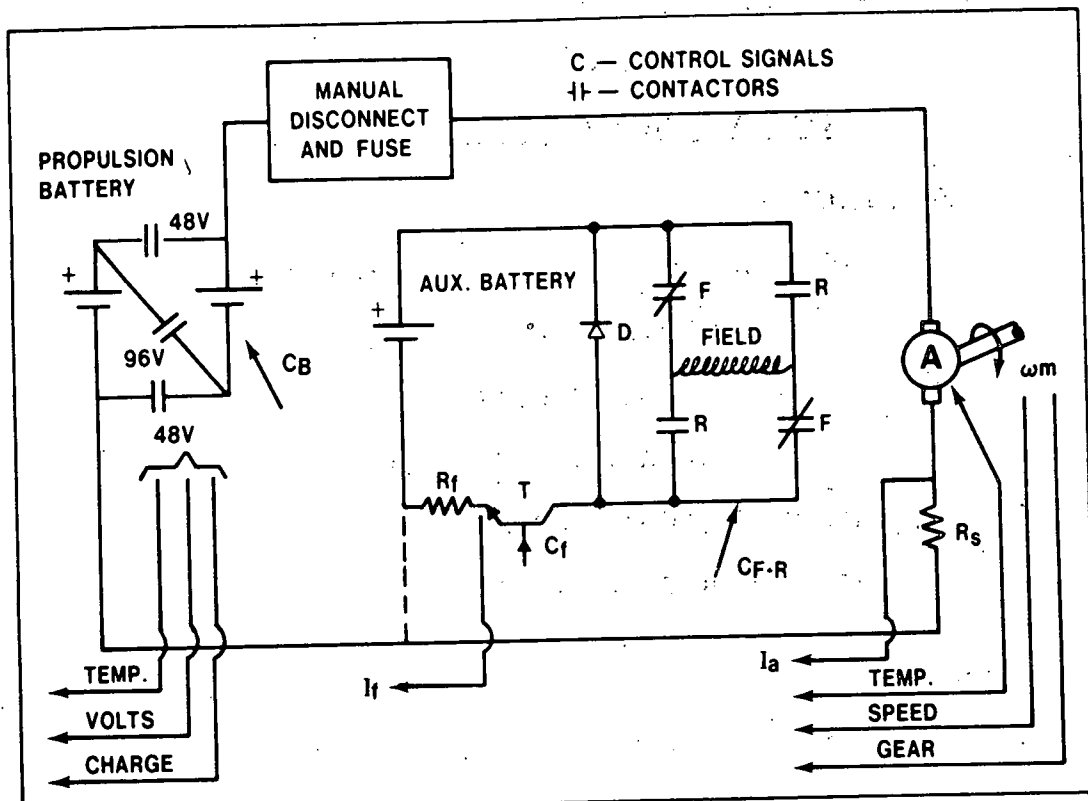 C — CONTROL SIGNALS
⊣⊢ — CONTACTORS
MANUAL
DISCONNECT
AND FUSE
PROPULSION
BATTERY
48V
+
+
96V
CB
48V
AUX. BATTERY
+
D
F
R
FIELD
R
F
Rf
T
Cf
CF·R
A
ωm
Rs
If
Ia
TEMP.
VOLTS
CHARGE
TEMP.
SPEED
GEAR